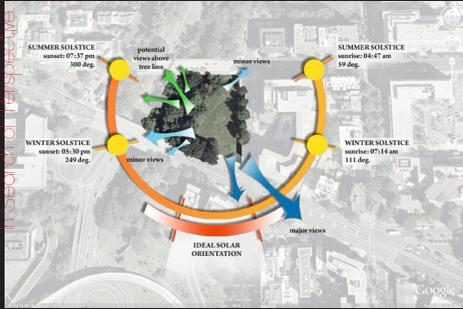 SUMMER SOLSTICE
sunset: 07:37 pm
300 deg.
potential
views above
tree line
minor views
SUMMER SOLSTICE
sunrise: 04:47 am
59 deg.
WINTER SOLSTICE
sunset: 05:30 pm
249 deg.
minor views
WINTER SOLSTICE
sunrise: 07:14 am
111 deg.
major views
IDEAL SOLAR
ORIENTATION
Google